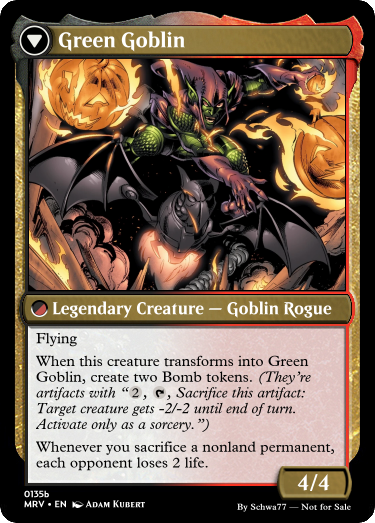 Green Goblin
Legendary Creature — Goblin Rogue
Flying
When this creature transforms into Green
Goblin, create two Bomb tokens. (They're
artifacts with “2, T, Sacrifice this artifact:
Target creature gets -2/-2 until end of turn.
Activate only as a sorcery.”)
Whenever you sacrifice a nonland permanent,
each opponent loses 2 life.
4/4
0135b
MRV • EN Adam Kubert
By Schwa77 — Not for Sale